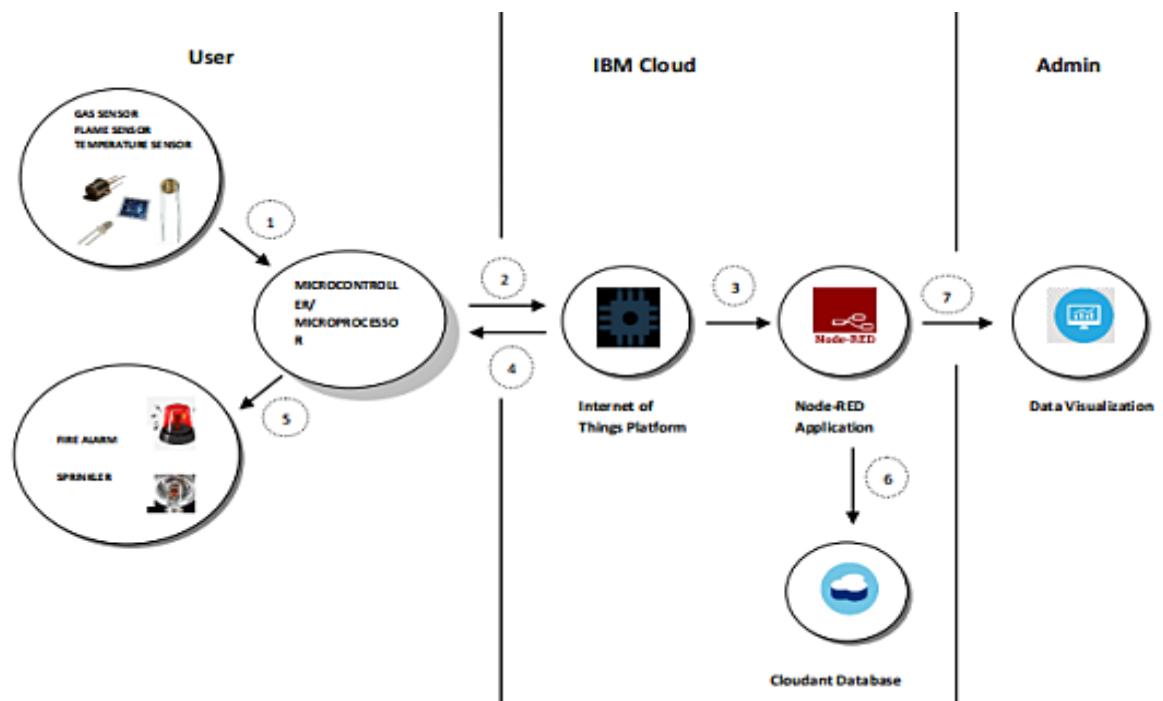 User
IBM Cloud
Admin
GAS SENSOR
FLAME SENSOR
TEMPERATURE SENSOR
1
MICROCONTROLL
ER/
MICROPROCESSO
R
2
4
3
Node-RED
7
5
FIRE ALARM
SPRINKLER
Internet of
Things Platform
Node-RED
Application
Data Visualization
6
Cloudant Database